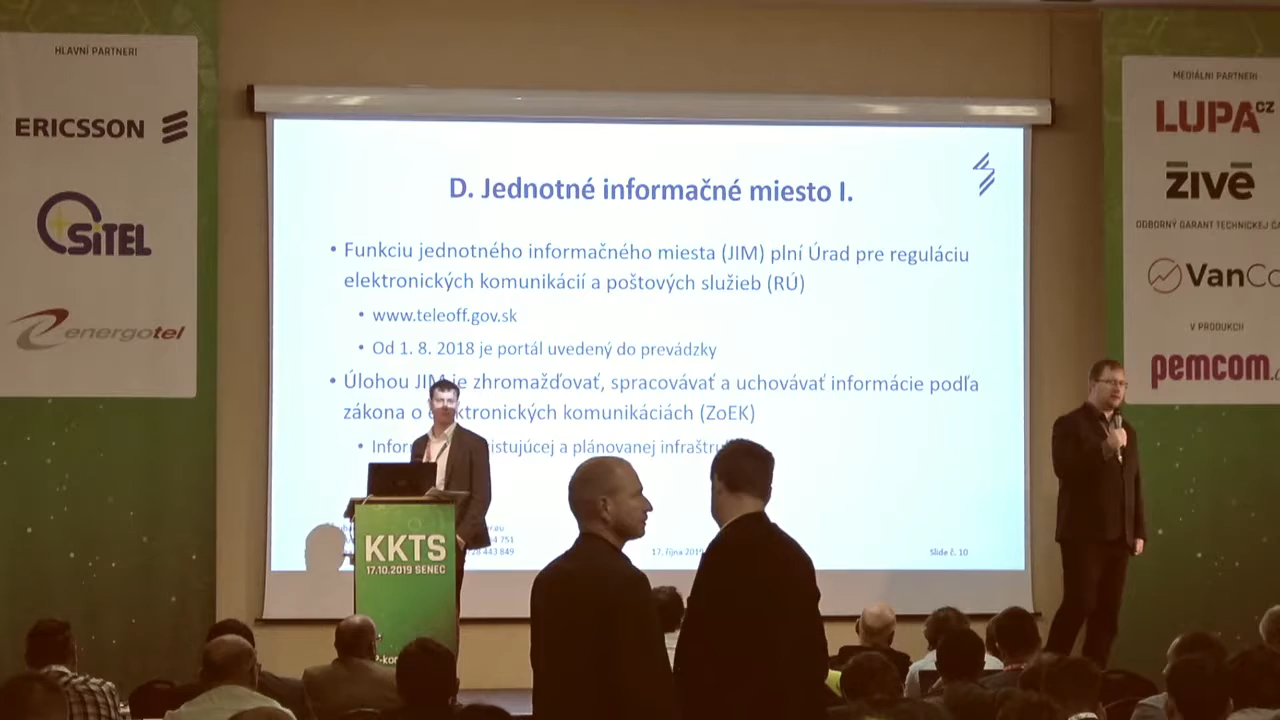 HLAVNÍ PARTNERI
ERICSSON
SiTEL
energotel
D. Jednotné informačné miesto I.
• Funkciu jednotného informačného miesta (JIM) plní Úrad pre reguláciu
elektronických komunikácií a poštových služieb (RÚ)
• www.teleoff.gov.sk
• Od 1. 8. 2018 je portál uvedený do prevádzky
• Úlohou JIM je zhromažďovať, spracovávať a uchovávať informácie podľa
zákona o elektronických komunikáciách (ZoEK)
• a plánovanej
17. října 2019
Slide č. 10
KKTS
17.10.2019 SENEC
MEDIÁLNI PARTNERI
LUPA.CZ
živě
ODBORNÝ GARANT TECHNICKEJ
V PRODUKCII
pemcom